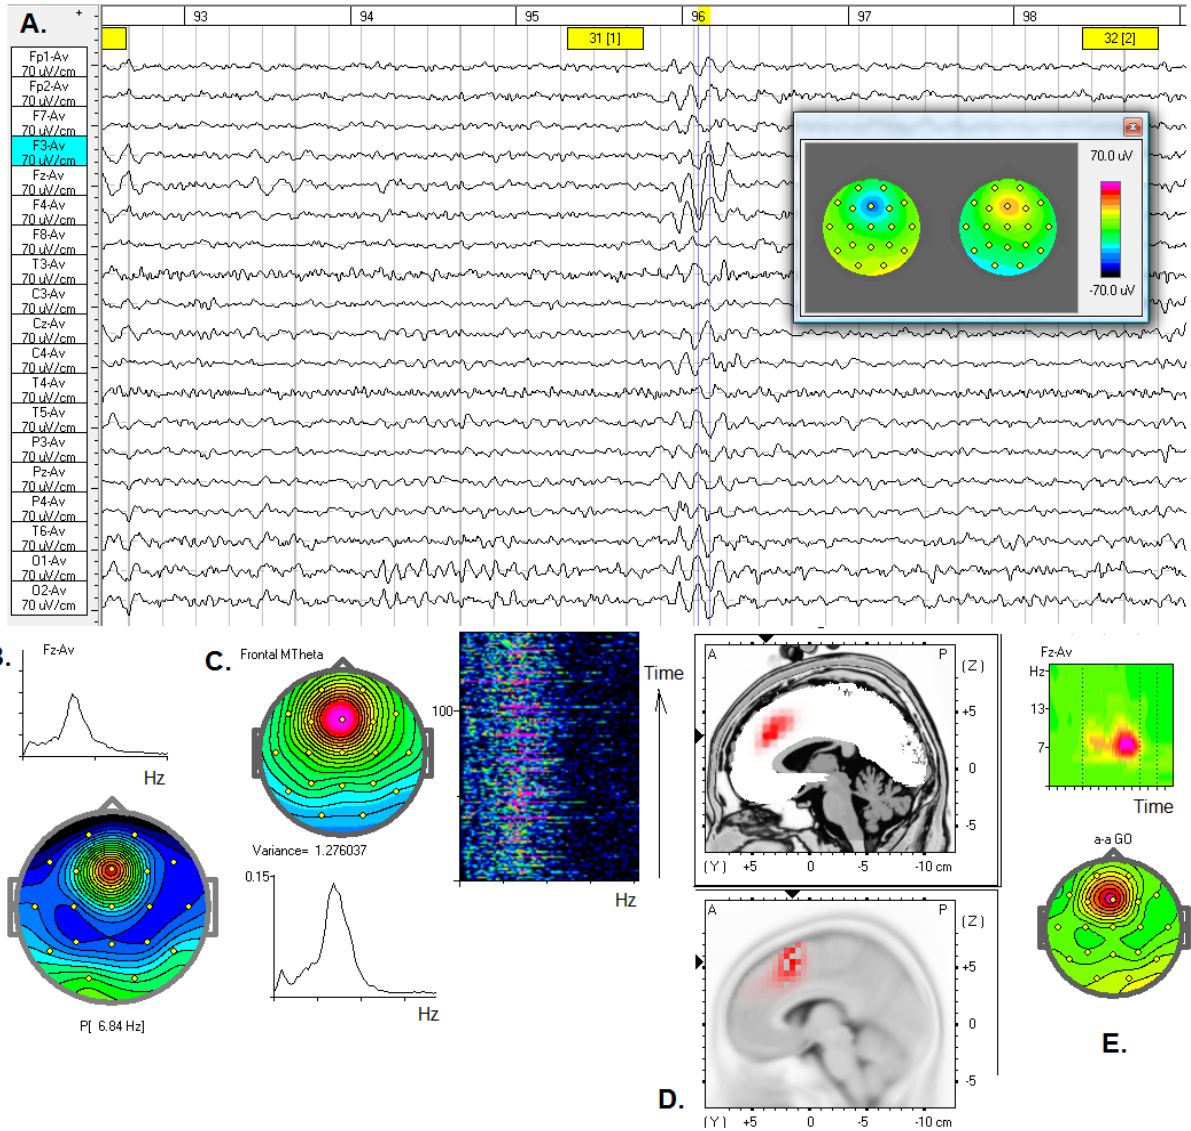 A.
+
93 94 95 96 97 98
31 [1] 32 [2]
Fp1-Av
70 uV/cm
Fp2-Av
70 uV/cm
F7-Av
70 uV/cm
F3-Av
70 uV/cm
Fz-Av
70 uV/cm
F4-Av
70 uV/cm
F8-Av
70 uV/cm
T3-Av
70 uV/cm
C3-Av
70 uV/cm
Cz-Av
70 uV/cm
C4-Av
70 uV/cm
T4-Av
70 uV/cm
T5-Av
70 uV/cm
P3-Av
70 uV/cm
Pz-Av
70 uV/cm
P4-Av
70 uV/cm
T6-Av
70 uV/cm
O1-Av
70 uV/cm
O2-Av
70 uV/cm
x
70.0 uV
-70.0 uV
B.
Fz-Av
Hz
P[ 6.84 Hz]
C.
Frontal MTheta
Variance= 1.276037
0.15
Hz
100
Time
Hz
A P (Z)
+5
0
-5
(Y) +5 0 -5 -10 cm
A P (Z)
+5
0
-5
(Y) +5 0 -5 -10 cm
D.
Fz-Av
Hz
13
7
Time
a-a GO
E.